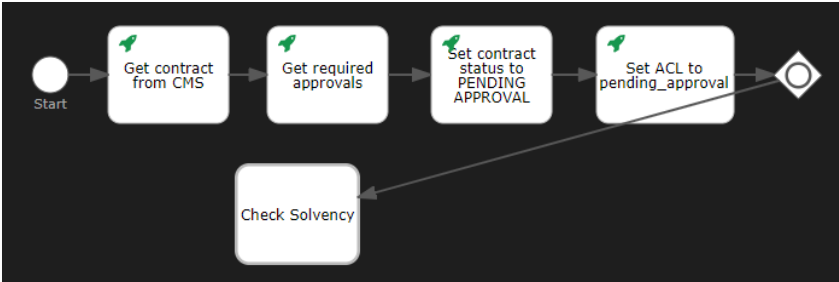 Get contract
from CMS
Get required
approvals
Set contract
status to
PENDING
APPROVAL
Set ACL to
pending_approval
Start
Check Solvency